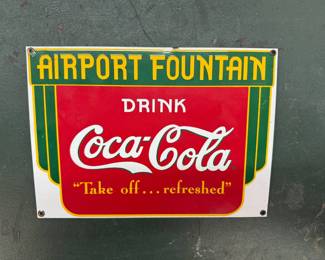 AIRPORT FOUNTAIN
DRINK
Coca-Cola
"Take off...refreshed"